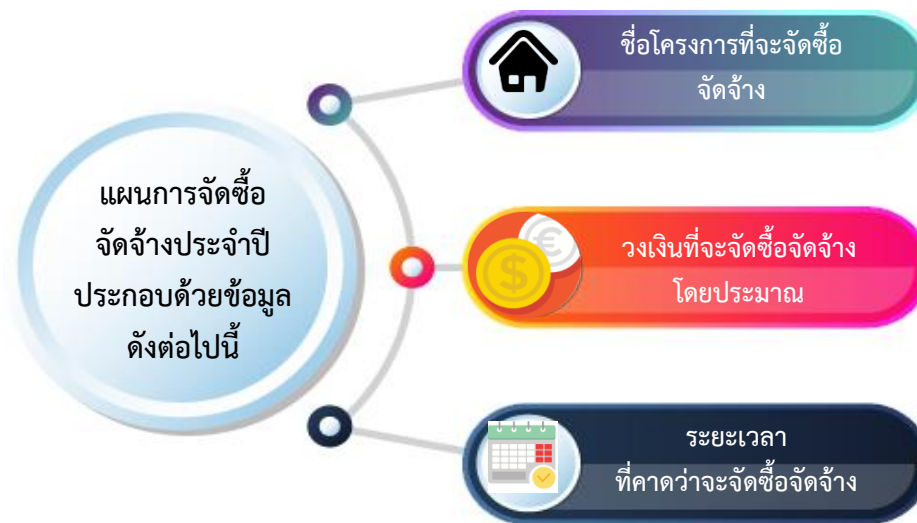 แผนการจัดซื้อ
จัดจ้างประจำปี
ประกอบด้วยข้อมูล
ดังต่อไปนี้
ชื่อโครงการที่จะจัดซื้อ
จัดจ้าง
วงเงินที่จะจัดซื้อจัดจ้าง
โดยประมาณ
ระยะเวลา
ที่คาดว่าจะจัดซื้อจัดจ้าง